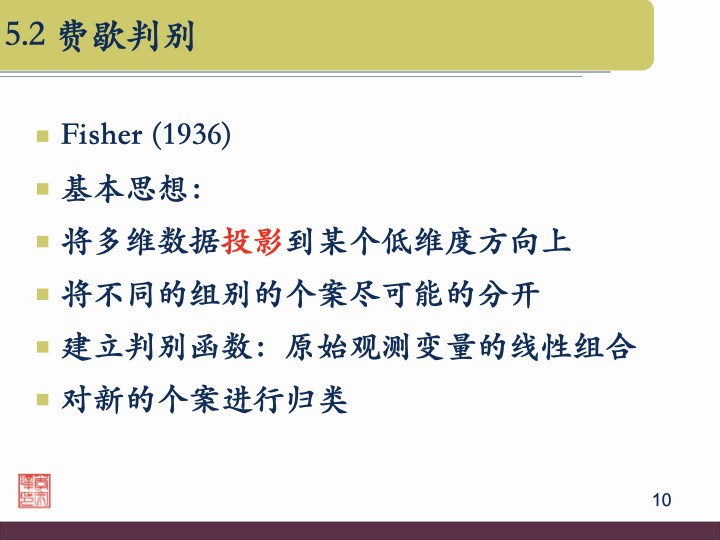 5.2 费歇判别
Fisher (1936)
基本思想：
将多维数据投影到某个低维度方向上
将不同的组别的个案尽可能的分开
建立判别函数：原始观测变量的线性组合
对新的个案进行归类
10